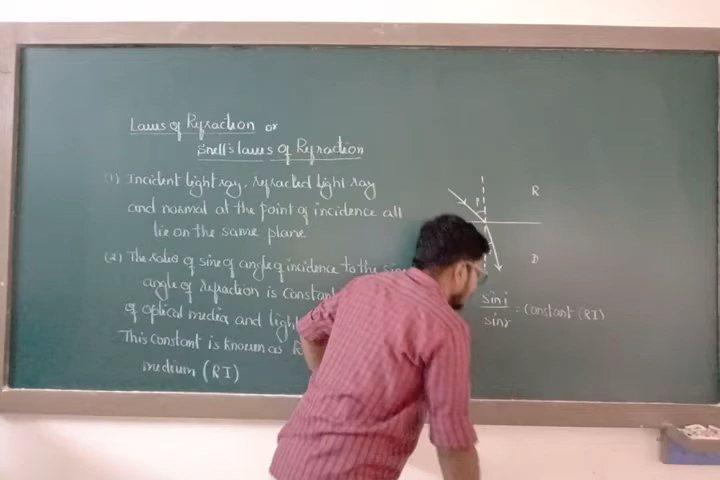 Laws of Refraction or
Snell's laws of Refraction
(1) Incident light ray, refracted light ray
and normal at the point of incidence all
lie on the same plane
(2) The ratio of sine of angle of incidence to the sine
angle of refraction is constant
of optical media and light
This constant is known as R
medium (RI)
i
R
D
sin i
sin r
= constant (RI)